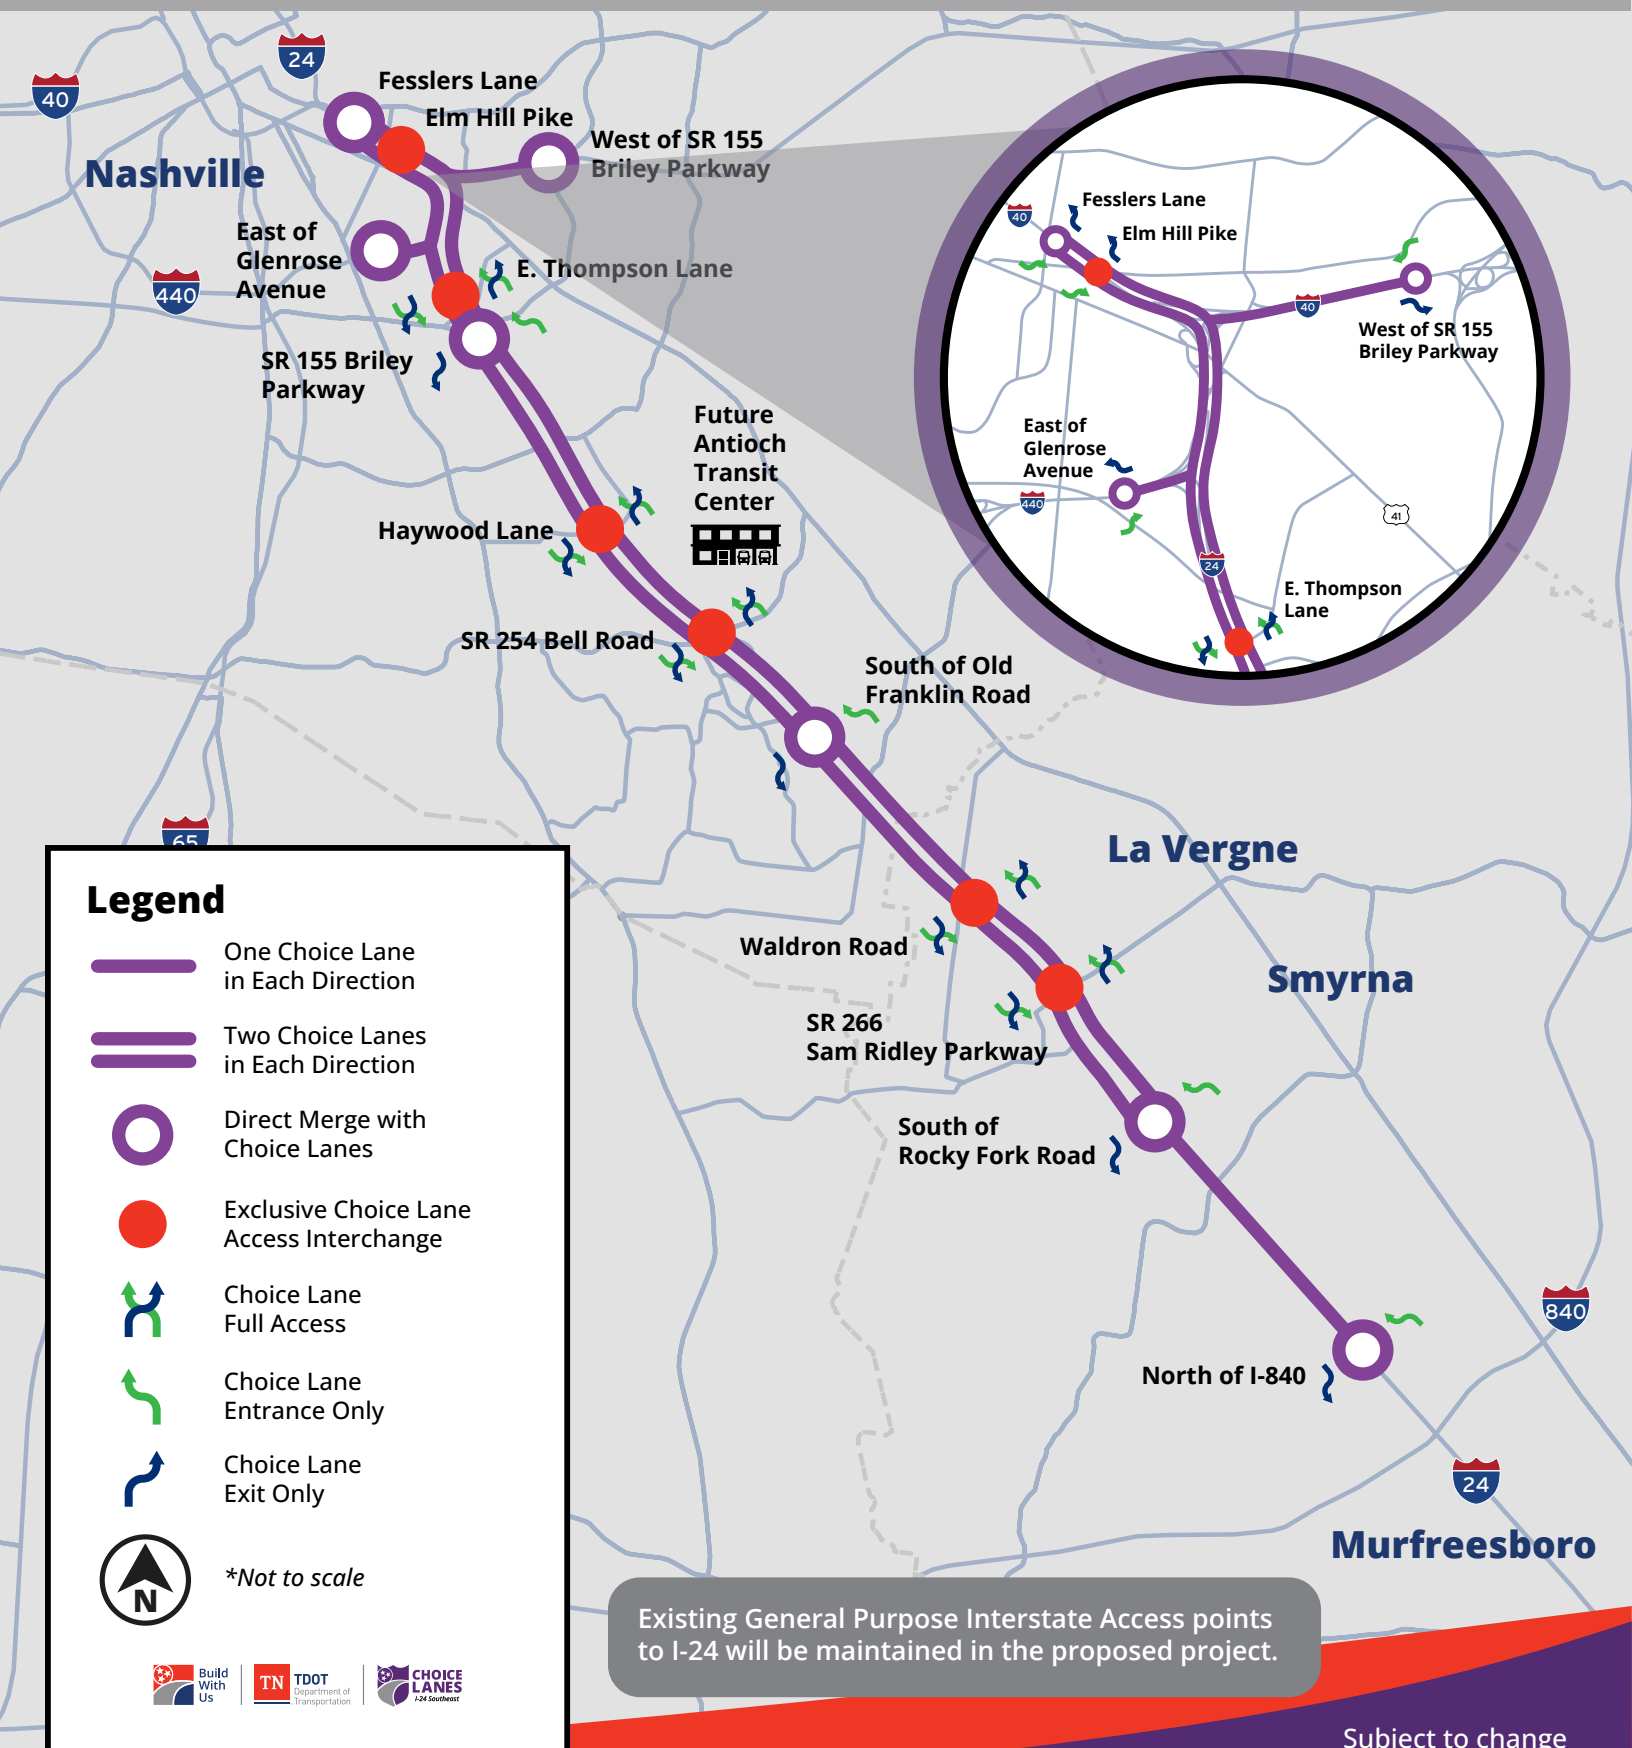 24
40
Fesslers Lane
Elm Hill Pike
West of SR 155
Briley Parkway
Nashville
East of
Glenrose
Avenue
440
E. Thompson Lane
SR 155 Briley
Parkway
Future
Antioch
Transit
Center
Haywood Lane
SR 254 Bell Road
South of Old
Franklin Road
65
La Vergne
Waldron Road
Smyrna
SR 266
Sam Ridley Parkway
South of
Rocky Fork Road
840
North of I-840
24
Murfreesboro
40
Fesslers Lane
Elm Hill Pike
40
West of SR 155
Briley Parkway
East of
Glenrose
Avenue
440
41
24
E. Thompson
Lane
Legend
One Choice Lane
in Each Direction
Two Choice Lanes
in Each Direction
Direct Merge with
Choice Lanes
Exclusive Choice Lane
Access Interchange
Choice Lane
Full Access
Choice Lane
Entrance Only
Choice Lane
Exit Only
N
*Not to scale
Build
With
Us
TN
TDOT
Department of
Transportation
CHOICE
LANES
I-24 Southeast
Existing General Purpose Interstate Access points
to I-24 will be maintained in the proposed project.
Subject to change